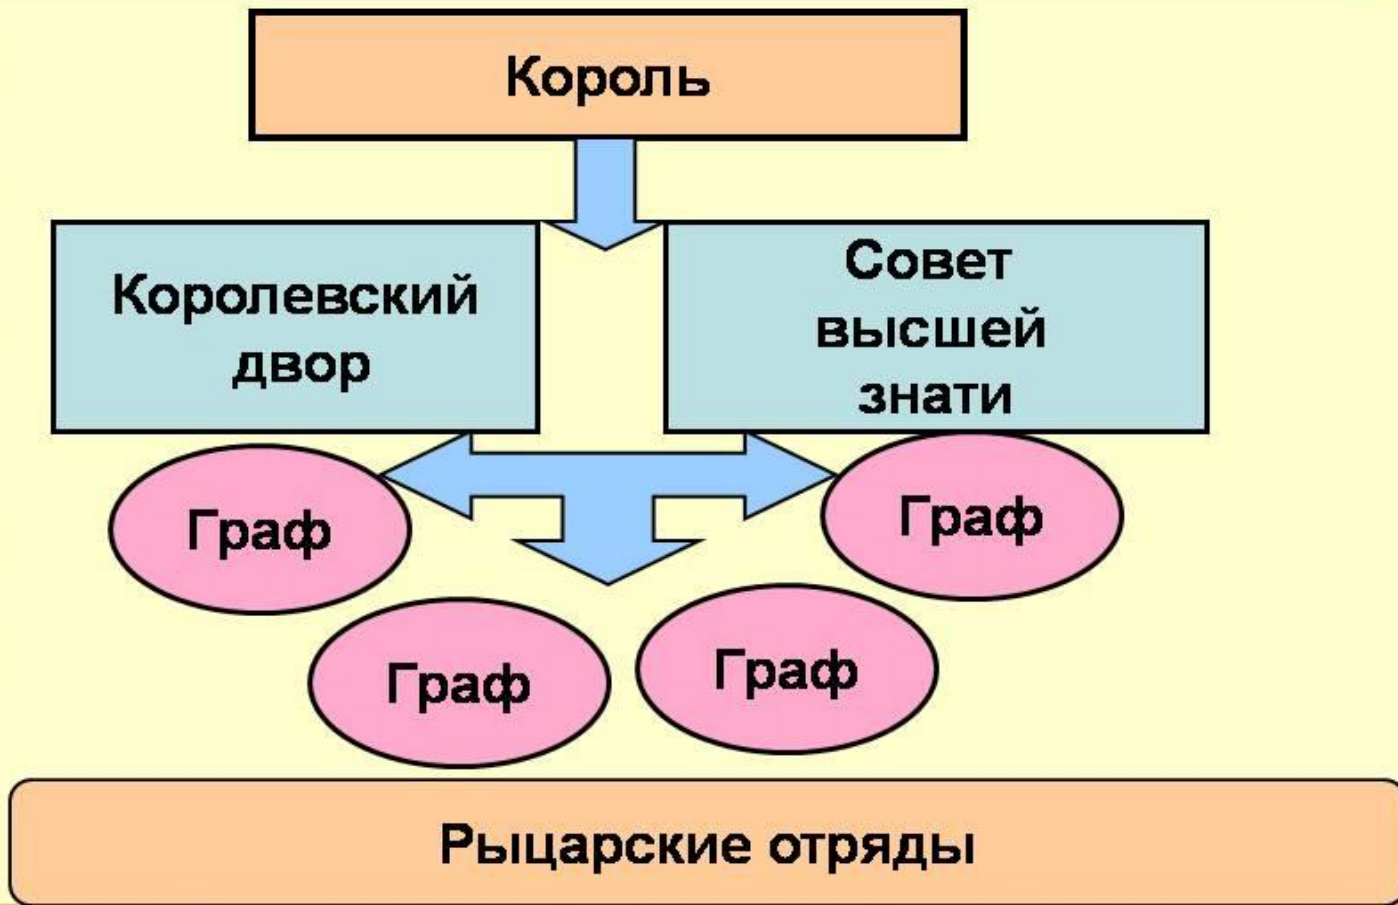 Король
Королевский
двор
Совет
высшей
знати
Граф
Граф
Граф
Граф
Рыцарские отряды